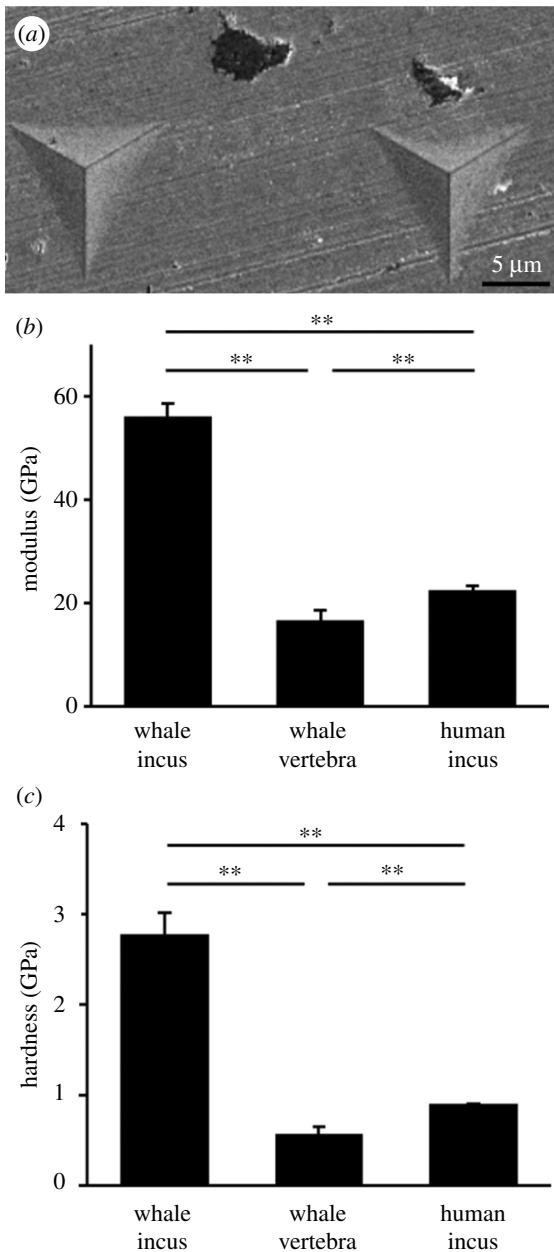 (a)
5 µm
(b)
**
** **
60
40
20
0
modulus (GPa)
whale incus
whale vertebra
human incus
(c)
**
** **
4
3
2
1
0
hardness (GPa)
whale incus
whale vertebra
human incus